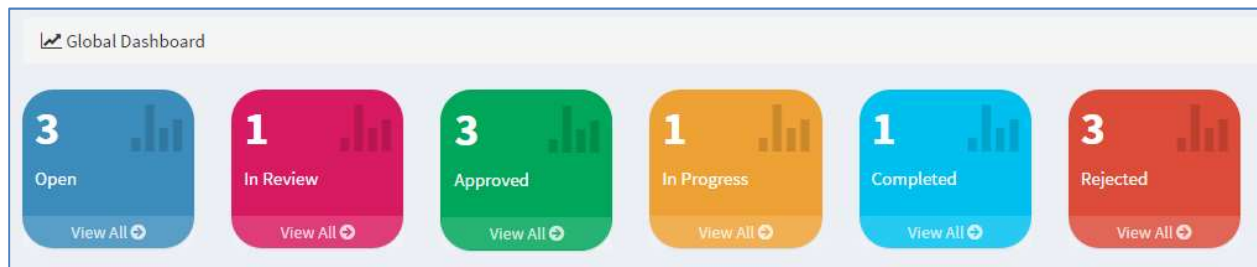 Global Dashboard
3
Open
View All
1
In Review
View All
3
Approved
View All
1
In Progress
View All
1
Completed
View All
3
Rejected
View All